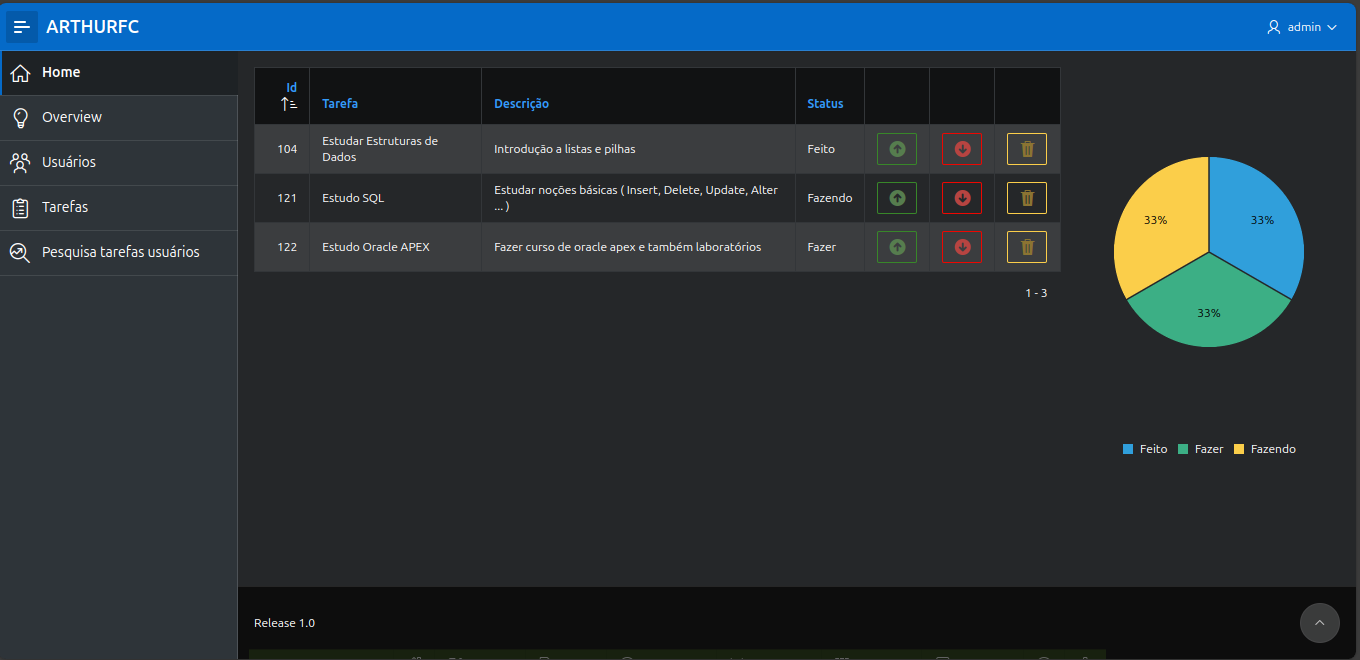 ARTHURFC
admin
Home
Overview
Usuários
Tarefas
Pesquisa tarefas usuários
Id
Tarefa
Descrição
Status
104
Estudar Estruturas de
Dados
Introdução a listas e pilhas
Feito
121
Estudo SQL
Estudar noções básicas ( Insert, Delete, Update, Alter
... )
Fazendo
122
Estudo Oracle APEX
Fazer curso de oracle apex e também laboratórios
Fazer
1 - 3
33%
33%
33%
Feito
Fazer
Fazendo
Release 1.0